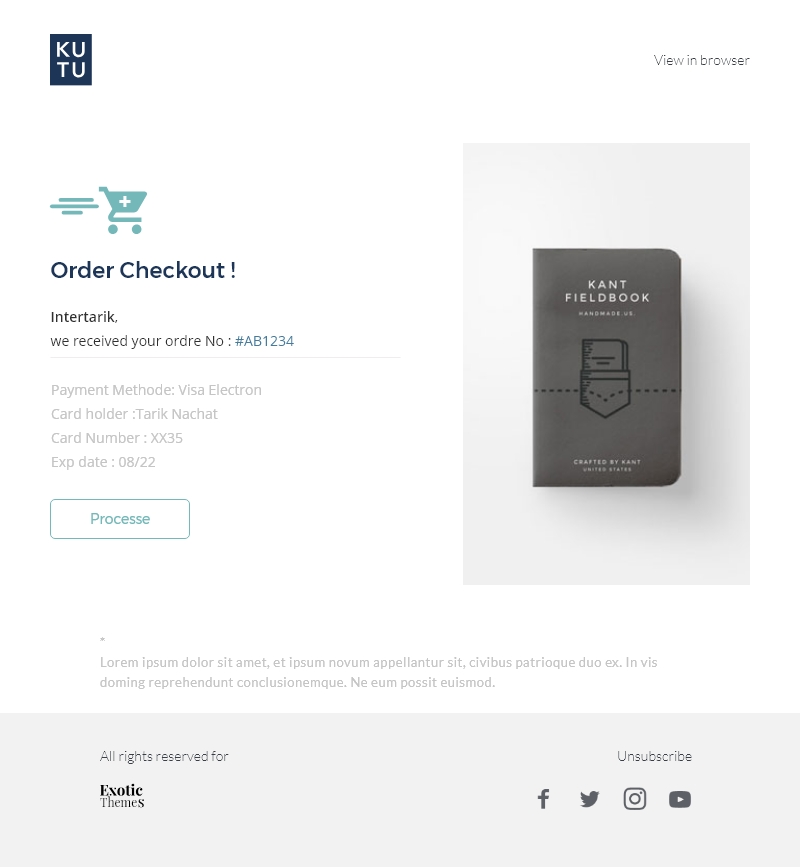 KU
TU
View in browser
Order Checkout !
Intertarik,
we received your ordre No : #AB1234
Payment Methode: Visa Electron
Card holder :Tarik Nachat
Card Number : XX35
Exp date : 08/22
Processe
KANT
FIELDBOOK
HANDMADE.US.
CRAFTED BY KANT
UNITED STATES
*
Lorem ipsum dolor sit amet, et ipsum novum appellantur sit, civibus patrioque duo ex. In vis
doming reprehendunt conclusionemque. Ne eum possit euismod.
All rights reserved for
Unsubscribe
Exotic
Themes